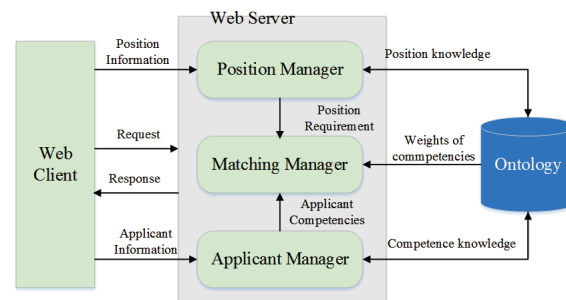 Web Server
Position
Information
Position Manager
Position knowledge
Position
Requirement
Request
Web
Client
Matching Manager
Weights of
commpetencies
Ontology
Response
Applicant
Competencies
Applicant
Information
Applicant Manager
Competence knowledge